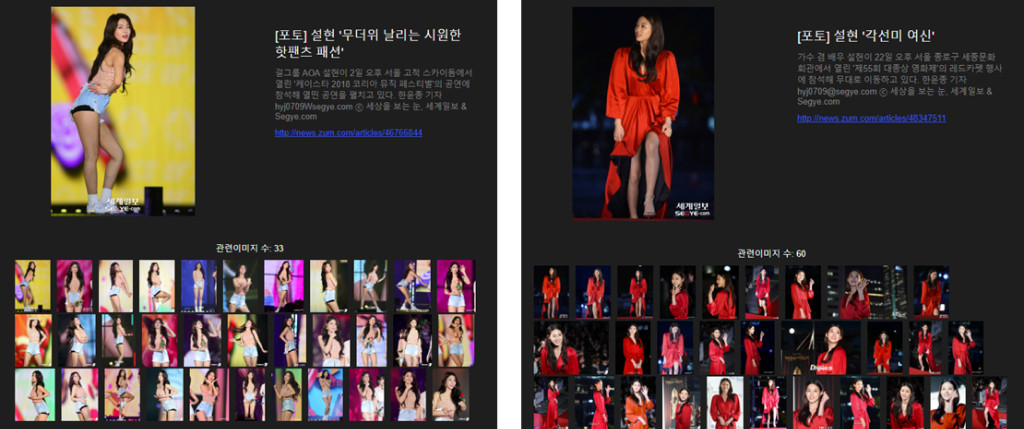 [포토] 설현 '무더위 날리는 시원한
핫팬츠 패션'
걸그룹 AOA 설현이 2일 오후 서울 고척 스카이돔에서
열린 '케이스타 2018 코리아 뮤직 페스티벌'의 공연에
참석해 열띤 공연을 펼치고 있다. 한윤종 기자
hyj0709Wsegye.com ⓒ 세상을 보는 눈, 세계일보 &
Segye.com
http://news.zum.com/articles/46766844
세계일보
SEGYE.com
관련이미지 수: 33
[포토] 설현 '각선미 여신'
가수 겸 배우 설현이 22일 오후 서울 종로구 세종문화
회관에서 열린 '제55회 대종상 영화제'의 레드카펫 행사
에 참석해 무대로 이동하고 있다. 한윤종 기자
hyj0709@segye.com ⓒ 세상을 보는 눈, 세계일보 &
Segye.com
http://news.zum.com/articles/48347511
세계일보
SEGYE.com
관련이미지 수: 60